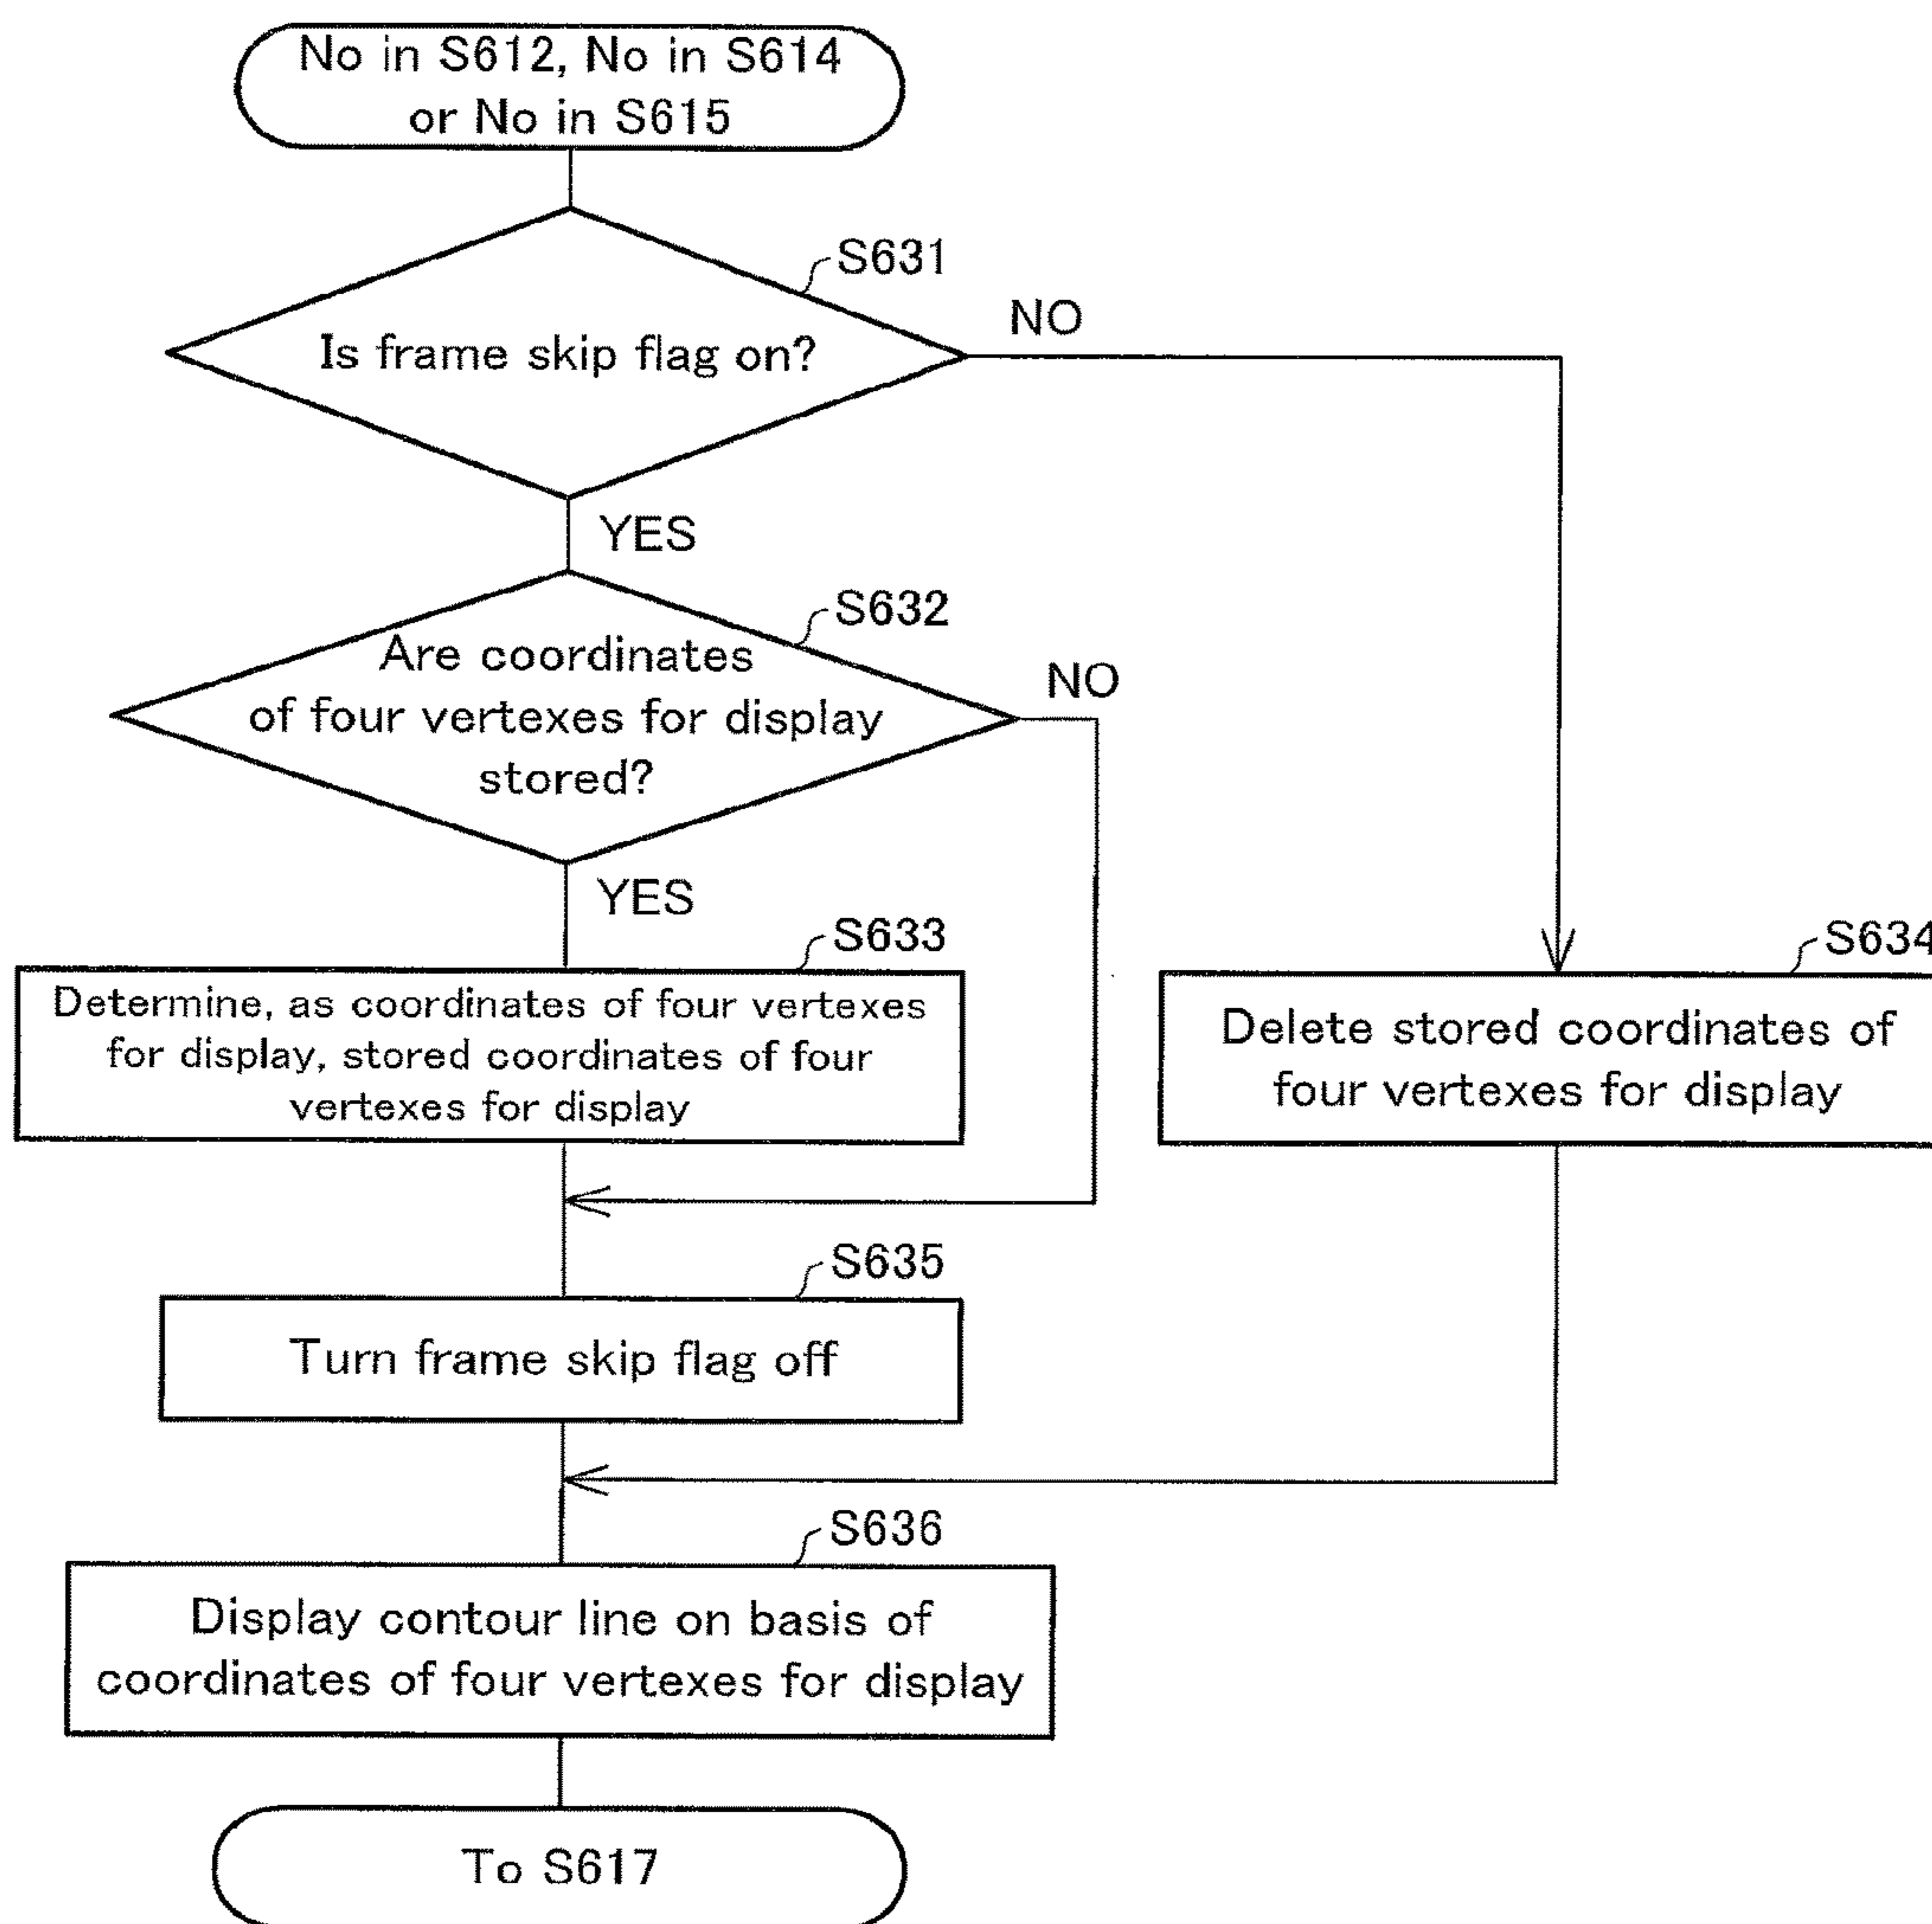 No in S612, No in S614
or No in S615
S631
NO
Is frame skip flag on?
YES
S632
NO
Are coordinates
of four vertexes for display
stored?
YES
S633
Determine, as coordinates of four vertexes
for display, stored coordinates of four
vertexes for display
S634
Delete stored coordinates of
four vertexes for display
S635
Turn frame skip flag off
S636
Display contour line on basis of
coordinates of four vertexes for display
To S617